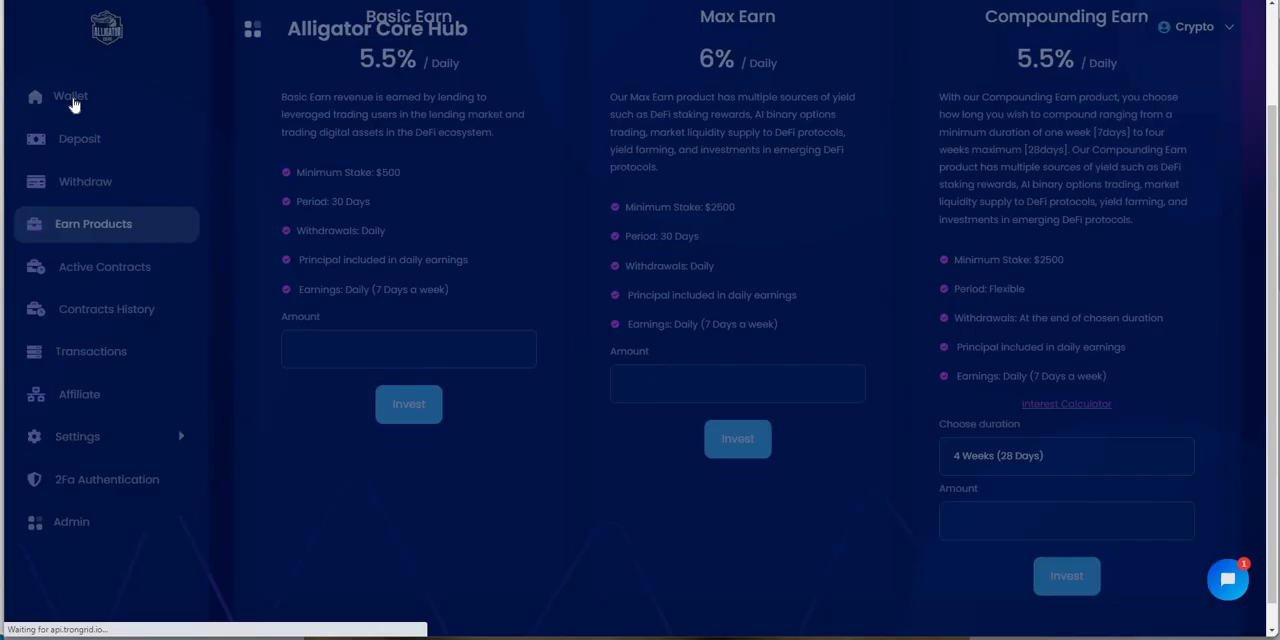 ALLIGATOR
Alligator Core Hub
Crypto
Wallet
Deposit
Withdraw
Earn Products
Active Contracts
Contracts History
Transactions
Affiliate
Settings
2Fa Authentication
Admin
Basic Earn
5.5% / Daily
Basic Earn revenue is earned by lending to
leveraged trading users in the lending market and
trading digital assets in the DeFi ecosystem.
Minimum Stake: $500
Period: 30 Days
Withdrawals: Daily
Principal included in daily earnings
Earnings: Daily (7 Days a week)
Amount
Invest
Max Earn
6% / Daily
Our Max Earn product has multiple sources of yield
such as DeFi staking rewards, AI binary options
trading, market liquidity supply to DeFi protocols,
yield farming, and investments in emerging DeFi
protocols.
Minimum Stake: $2500
Period: 30 Days
Withdrawals: Daily
Principal included in daily earnings
Earnings: Daily (7 Days a week)
Amount
Invest
Compounding Earn
5.5% / Daily
With our Compounding Earn product, you choose
how long you wish to compound ranging from a
minimum duration of one week [7days] to four
weeks maximum [28days]. Our Compounding Earn
product has multiple sources of yield such as DeFi
staking rewards, AI binary options trading, market
liquidity supply to DeFi protocols, yield farming, and
investments in emerging DeFi protocols.
Minimum Stake: $2500
Period: Flexible
Withdrawals: At the end of chosen duration
Principal included in daily earnings
Earnings: Daily (7 Days a week)
Interest Calculator
Choose duration
4 Weeks (28 Days)
Amount
Invest
1
Waiting for api.trongrid.io...